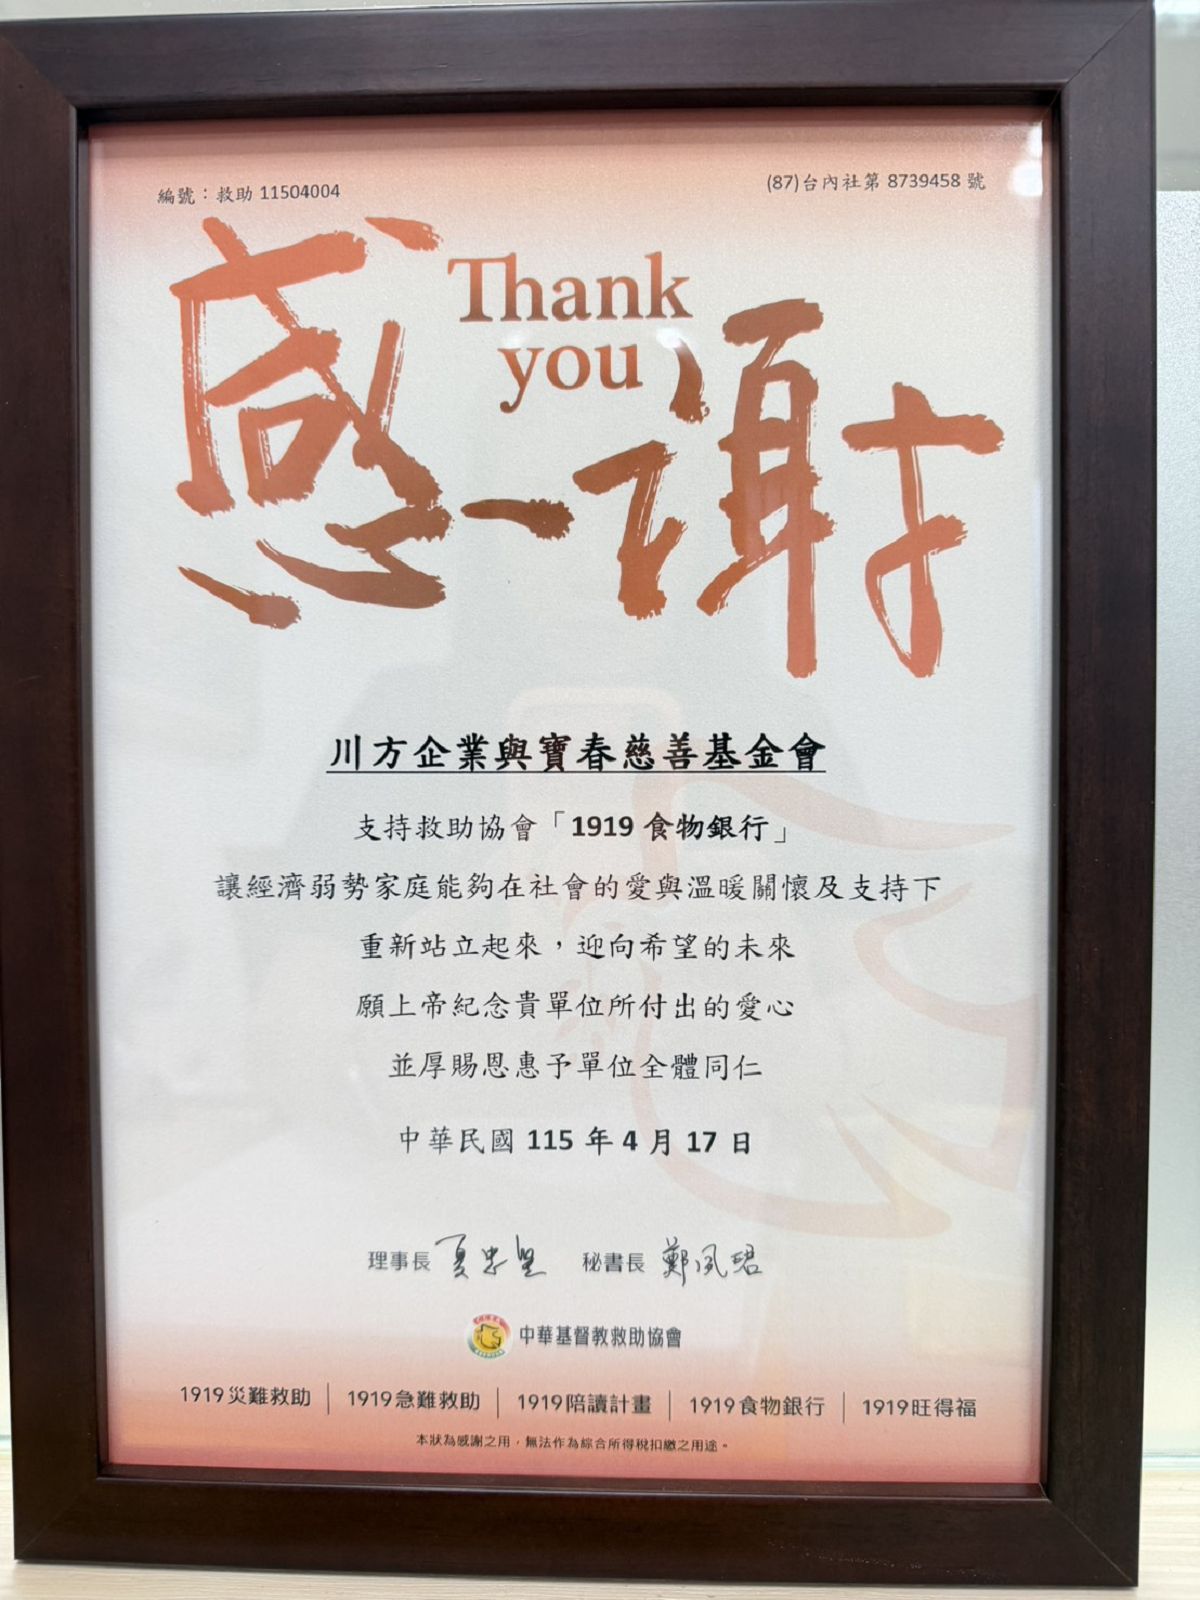 編號：救助 11504004
(87)台內社第 8739458 號
感謝
Thank
you
川方企業與寶春慈善基金會
支持救助協會「1919 食物銀行」
讓經濟弱勢家庭能夠在社會的愛與溫暖關懷及支持下
重新站立起來，迎向希望的未來
願上帝紀念貴單位所付出的愛心
並厚賜恩惠予單位全體同仁
中華民國 115 年 4 月 17 日
理事長 夏忠堅 秘書長 鄭凤珺
中華基督教救助協會
1919災難救助｜1919急難救助｜1919陪讀計畫｜1919食物銀行｜1919旺得福
本狀為感謝之用，無法作為綜合所得稅扣繳之用途。